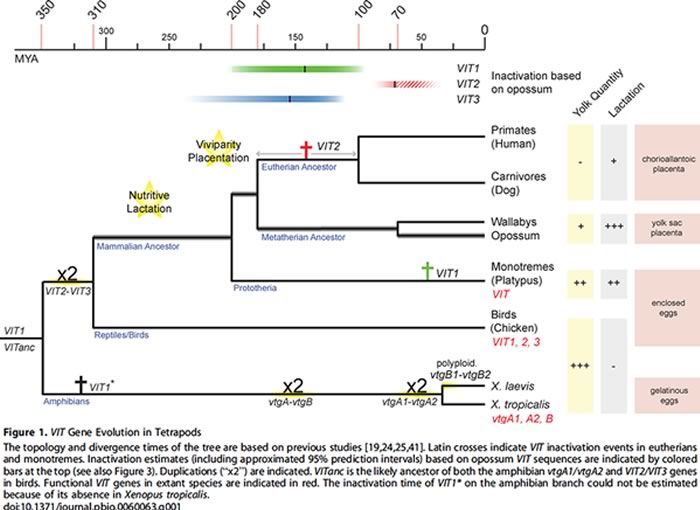 350 310 200 180 100 70
300 250 150 50 0
MYA
VIT1
VIT2
VIT3
Inactivation based
on opossum
Yolk Quantity
Lactation
Viviparity
Placentation
VIT2
Eutherian Ancestor
Primates
(Human)
- +
chorioallantoic
placenta
Carnivores
(Dog)
Nutritive
Lactation
Wallabys
Opossum
+ +++
yolk sac
placenta
Mammalian Ancestor
Metatherian Ancestor
x2
VIT2-VIT3
Prototheria
VIT1
Monotremes
(Platypus)
VIT
++ ++
enclosed
eggs
VIT1
VITanc
Reptiles/Birds
Birds
(Chicken)
VIT1, 2, 3
+++ -
polyploid.
vtgB1-vtgB2
VIT1*
Amphibians
x2
vtgA-vtgB
x2
vtgA1-vtgA2
X. laevis
X. tropicalis
vtgA1, A2, B
gelatinous
eggs
Figure 1. VIT Gene Evolution in Tetrapods
The topology and divergence times of the tree are based on previous studies [19,24,25,41]. Latin crosses indicate VIT inactivation events in eutherians
and monotremes. Inactivation estimates (including approximated 95% prediction intervals) based on opossum VIT sequences are indicated by colored
bars at the top (see also Figure 3). Duplications (“x2”) are indicated. VITanc is the likely ancestor of both the amphibian vtgA1/vtgA2 and VIT2/VIT3 genes
in birds. Functional VIT genes in extant species are indicated in red. The inactivation time of VIT1* on the amphibian branch could not be estimated
because of its absence in Xenopus tropicalis.
doi:10.1371/journal.pbio.0060063.g001